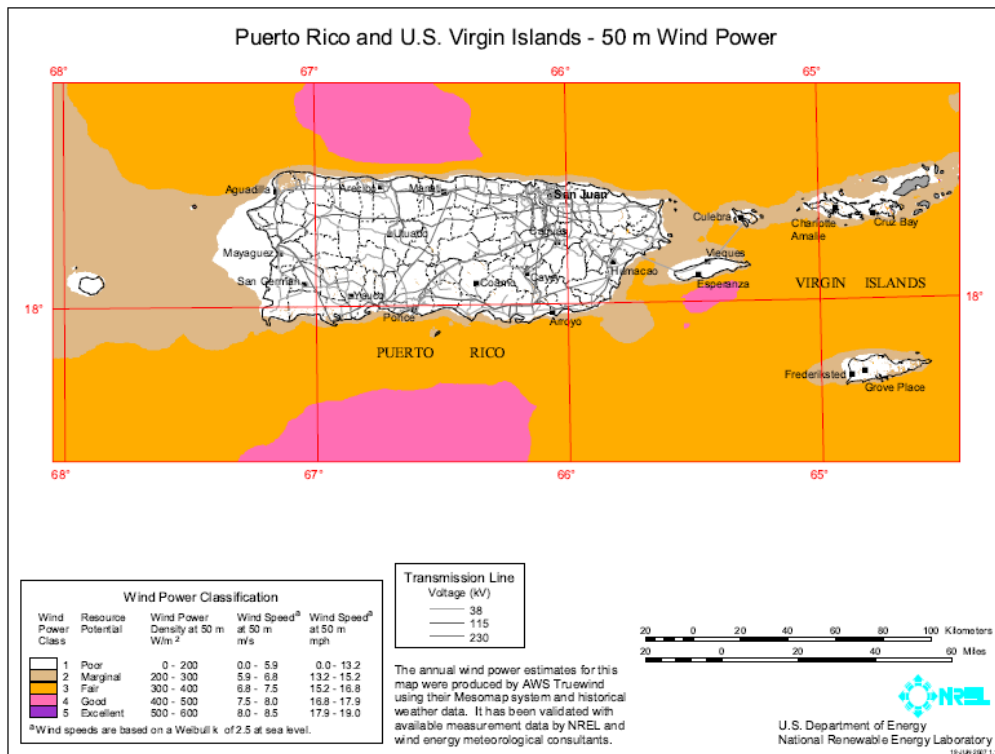 Puerto Rico and U.S. Virgin Islands - 50 m Wind Power
68° 67° 66° 65°
Aguadilla
Arecibo
Manati
San Juan
Culebra
Charlotte
Amalie
Cruz Bay
Utuado
Caguas
Mayaguez
Humacao
Vieques
San German
Yauco
Coamo
Cayey
Esperanza
VIRGIN ISLANDS
18° 18°
Ponce
Arroyo
PUERTO RICO
Frederiksted
Grove Place
68° 67° 66° 65°
Wind Power Classification
Wind Power Class
Resource Potential
Wind Power Density at 50 m W/m²
Wind Speedᵃ at 50 m m/s
Wind Speedᵃ at 50 m mph
1 Poor 0 - 200 0.0 - 5.9 0.0 - 13.2
2 Marginal 200 - 300 5.9 - 6.8 13.2 - 15.2
3 Fair 300 - 400 6.8 - 7.5 15.2 - 16.8
4 Good 400 - 500 7.5 - 8.0 16.8 - 17.9
5 Excellent 500 - 600 8.0 - 8.5 17.9 - 19.0
ᵃWind speeds are based on a Weibull k of 2.5 at sea level.
Transmission Line
Voltage (kV)
38
115
230
The annual wind power estimates for this
map were produced by AWS Truewind
using their Mesomap system and historical
weather data. It has been validated with
available measurement data by NREL and
wind energy meteorological consultants.
20 0 20 40 60 80 100 Kilometers
20 0 20 40 60 Miles
NREL
U.S. Department of Energy
National Renewable Energy Laboratory